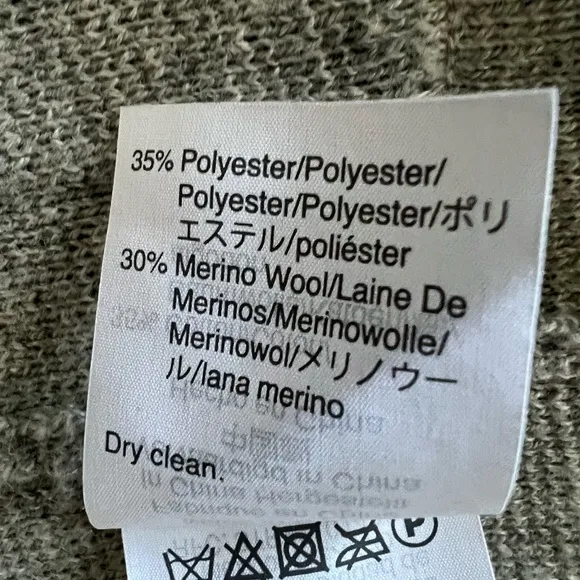 35% Polyester/Polyester/
Polyester/Polyester/ポリ
エステル/poliéster
30% Merino Wool/Laine De
Merinos/Merinowolle/
Merinowol/メリノウー
ル/lana merino
Dry clean.
P